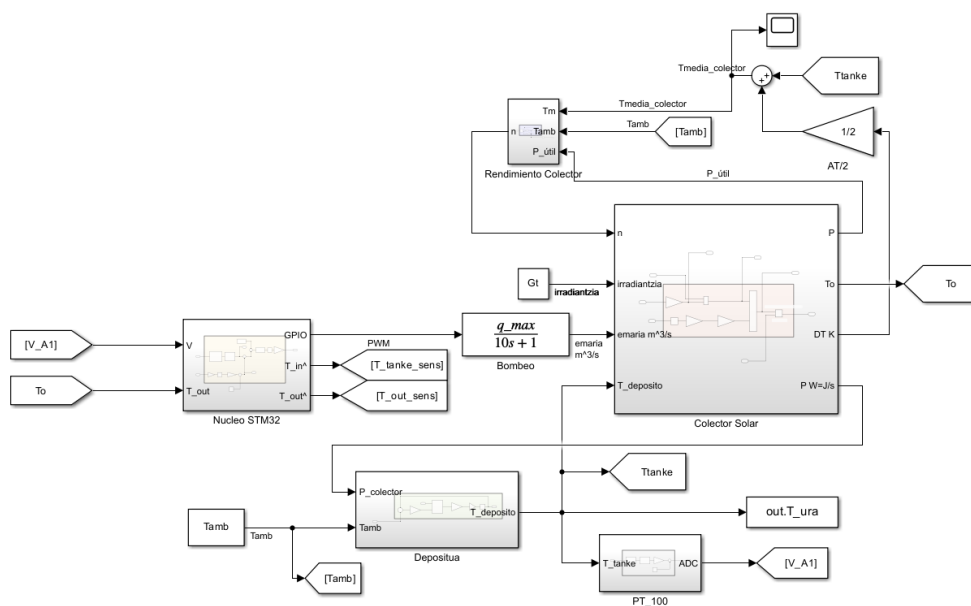 Tmedia_colector
Ttanke
Tmedia_colector
Tm
n
Tamb
Tamb
[Tamb]
1/2
P_útil
AT/2
Rendimiento Colector
P_útil
n
P
Gt
irradiantzia
irradiantzia
To
To
q_max
10s + 1
emaria m^3/s
emaria
m^3/s
DT K
Bombeo
[V_A1]
V
GPIO
PWM
T_in^
[T_tanke_sens]
To
T_out
T_out^
[T_out_sens]
Nucleo STM32
T_deposito
P W=J/s
Colector Solar
Ttanke
P_colector
T_deposito
Tamb
Tamb
Tamb
Depositua
out.T_ura
[Tamb]
T_tanke
ADC
[V_A1]
PT_100